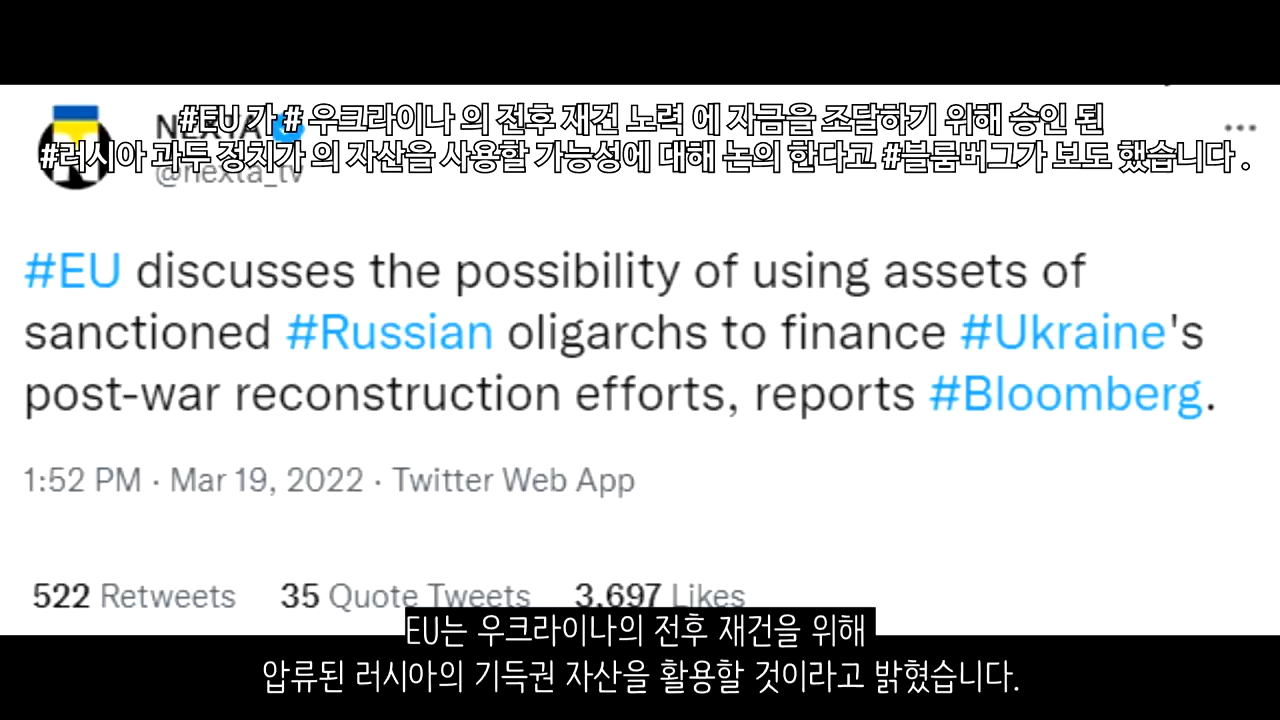 #EU 가 # 우크라이나 의 전후 재건 노력 에 자금을 조달하기 위해 승인 된
#러시아 과두 정치가 의 자산을 사용할 가능성에 대해 논의 한다고 #블룸버그가 보도 했습니다 .
NEXTA
@nexta_tv
#EU discusses the possibility of using assets of
sanctioned #Russian oligarchs to finance #Ukraine's
post-war reconstruction efforts, reports #Bloomberg.
1:52 PM · Mar 19, 2022 · Twitter Web App
522 Retweets 35 Quote Tweets 3,697 Likes
EU는 우크라이나의 전후 재건을 위해
압류된 러시아의 기득권 자산을 활용할 것이라고 밝혔습니다.